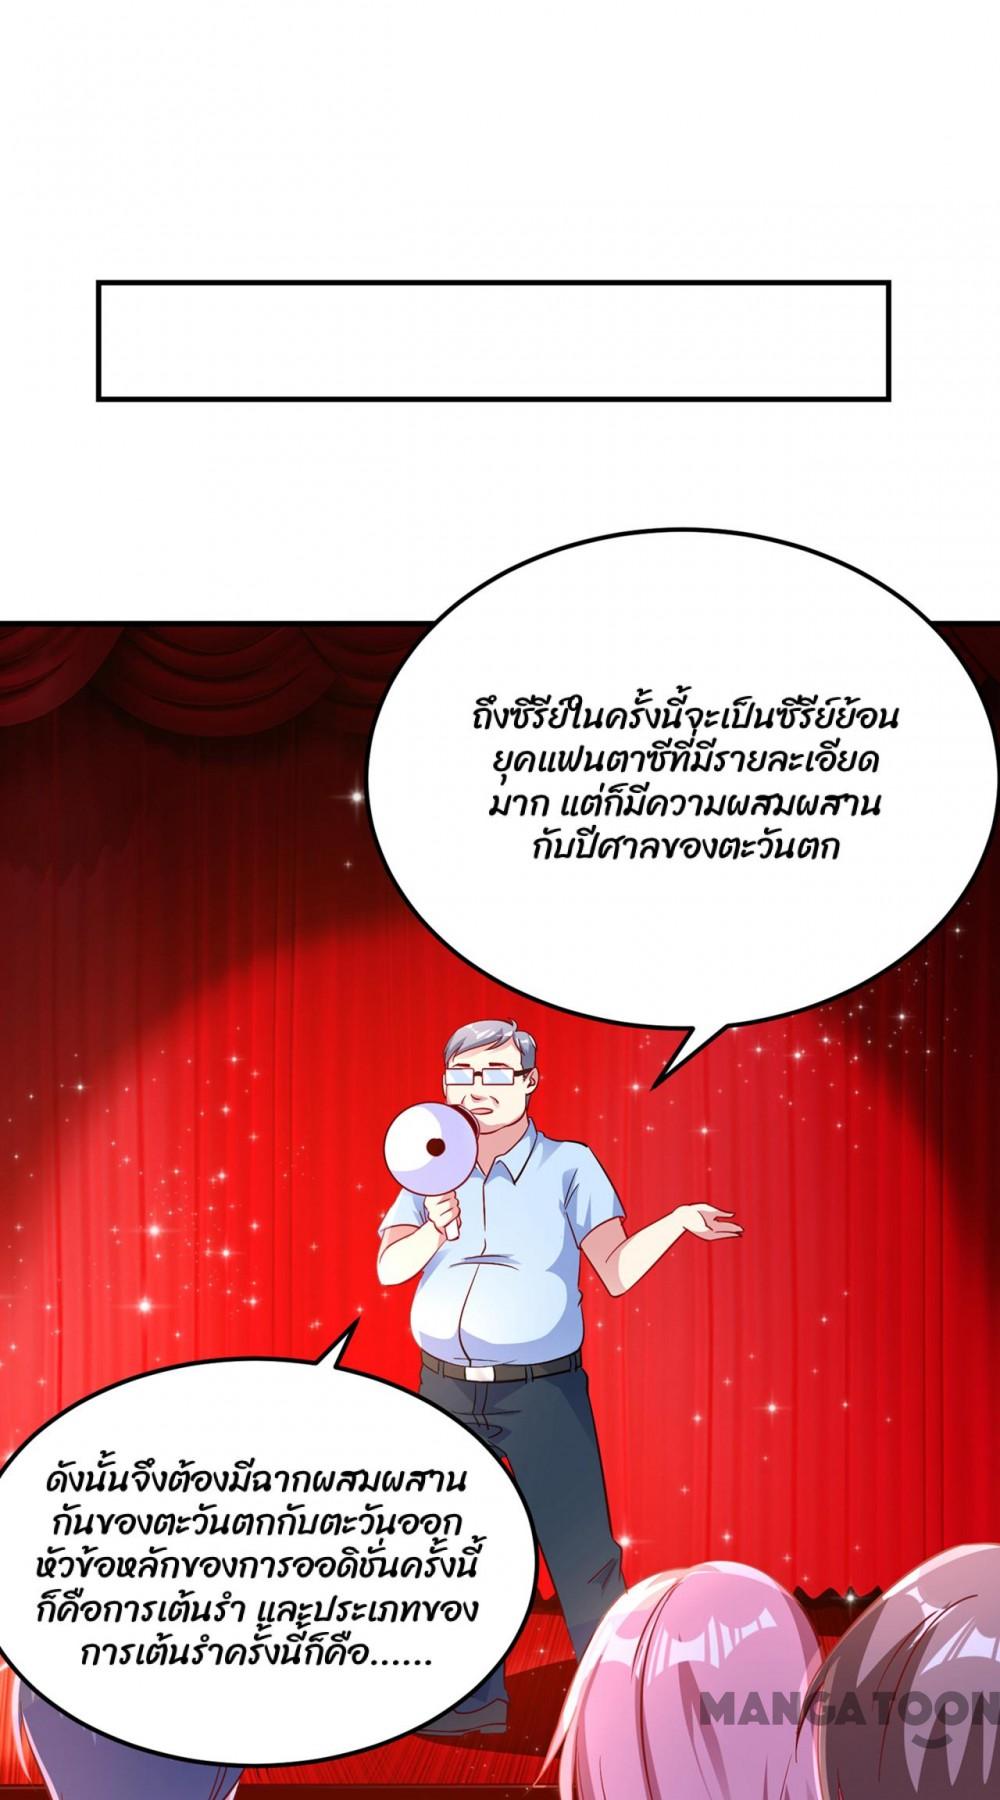 ถึงซีรีย์ในครั้งนี้จะเป็นซีรีย์ย้อน
ยุคแฟนตาซีที่มีรายละเอียด
มาก แต่ก็มีความผสมผสาน
กับปีศาลของตะวันตก
ดังนั้นจึงต้องมีฉากผสมผสาน
กันของตะวันตกกับตะวันออก
หัวข้อหลักของการออดิชั่นครั้งนี้
ก็คือการเต้นรำ และประเภทของ
การเต้นรำครั้งนี้ก็คือ......
MANGATOON